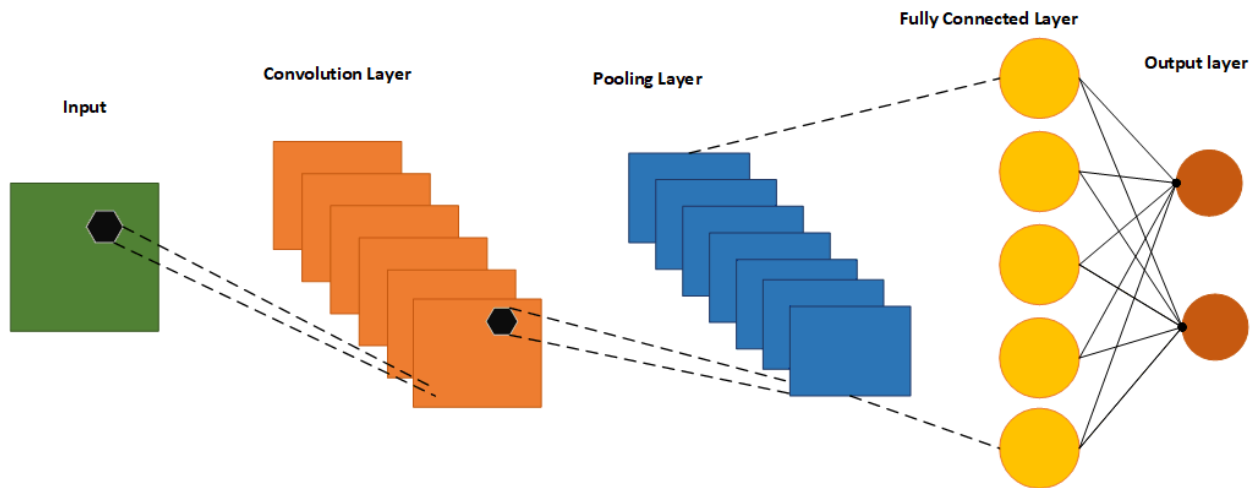 Input
Convolution Layer
Pooling Layer
Fully Connected Layer
Output layer